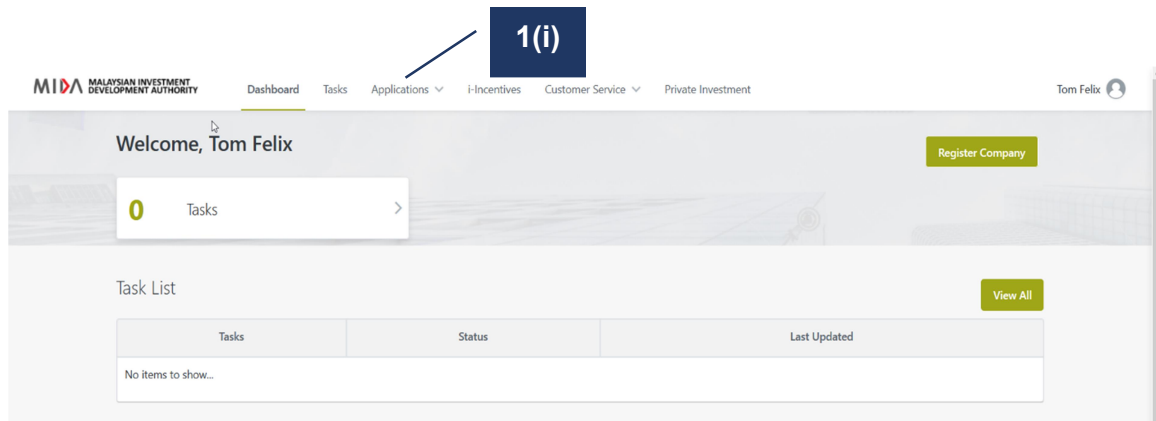 1(i)
MIDA MALAYSIAN INVESTMENT
DEVELOPMENT AUTHORITY
Dashboard Tasks Applications i-Incentives Customer Service Private Investment Tom Felix
Welcome, Tom Felix
Register Company
0 Tasks
Task List
View All
Tasks Status Last Updated
No items to show...